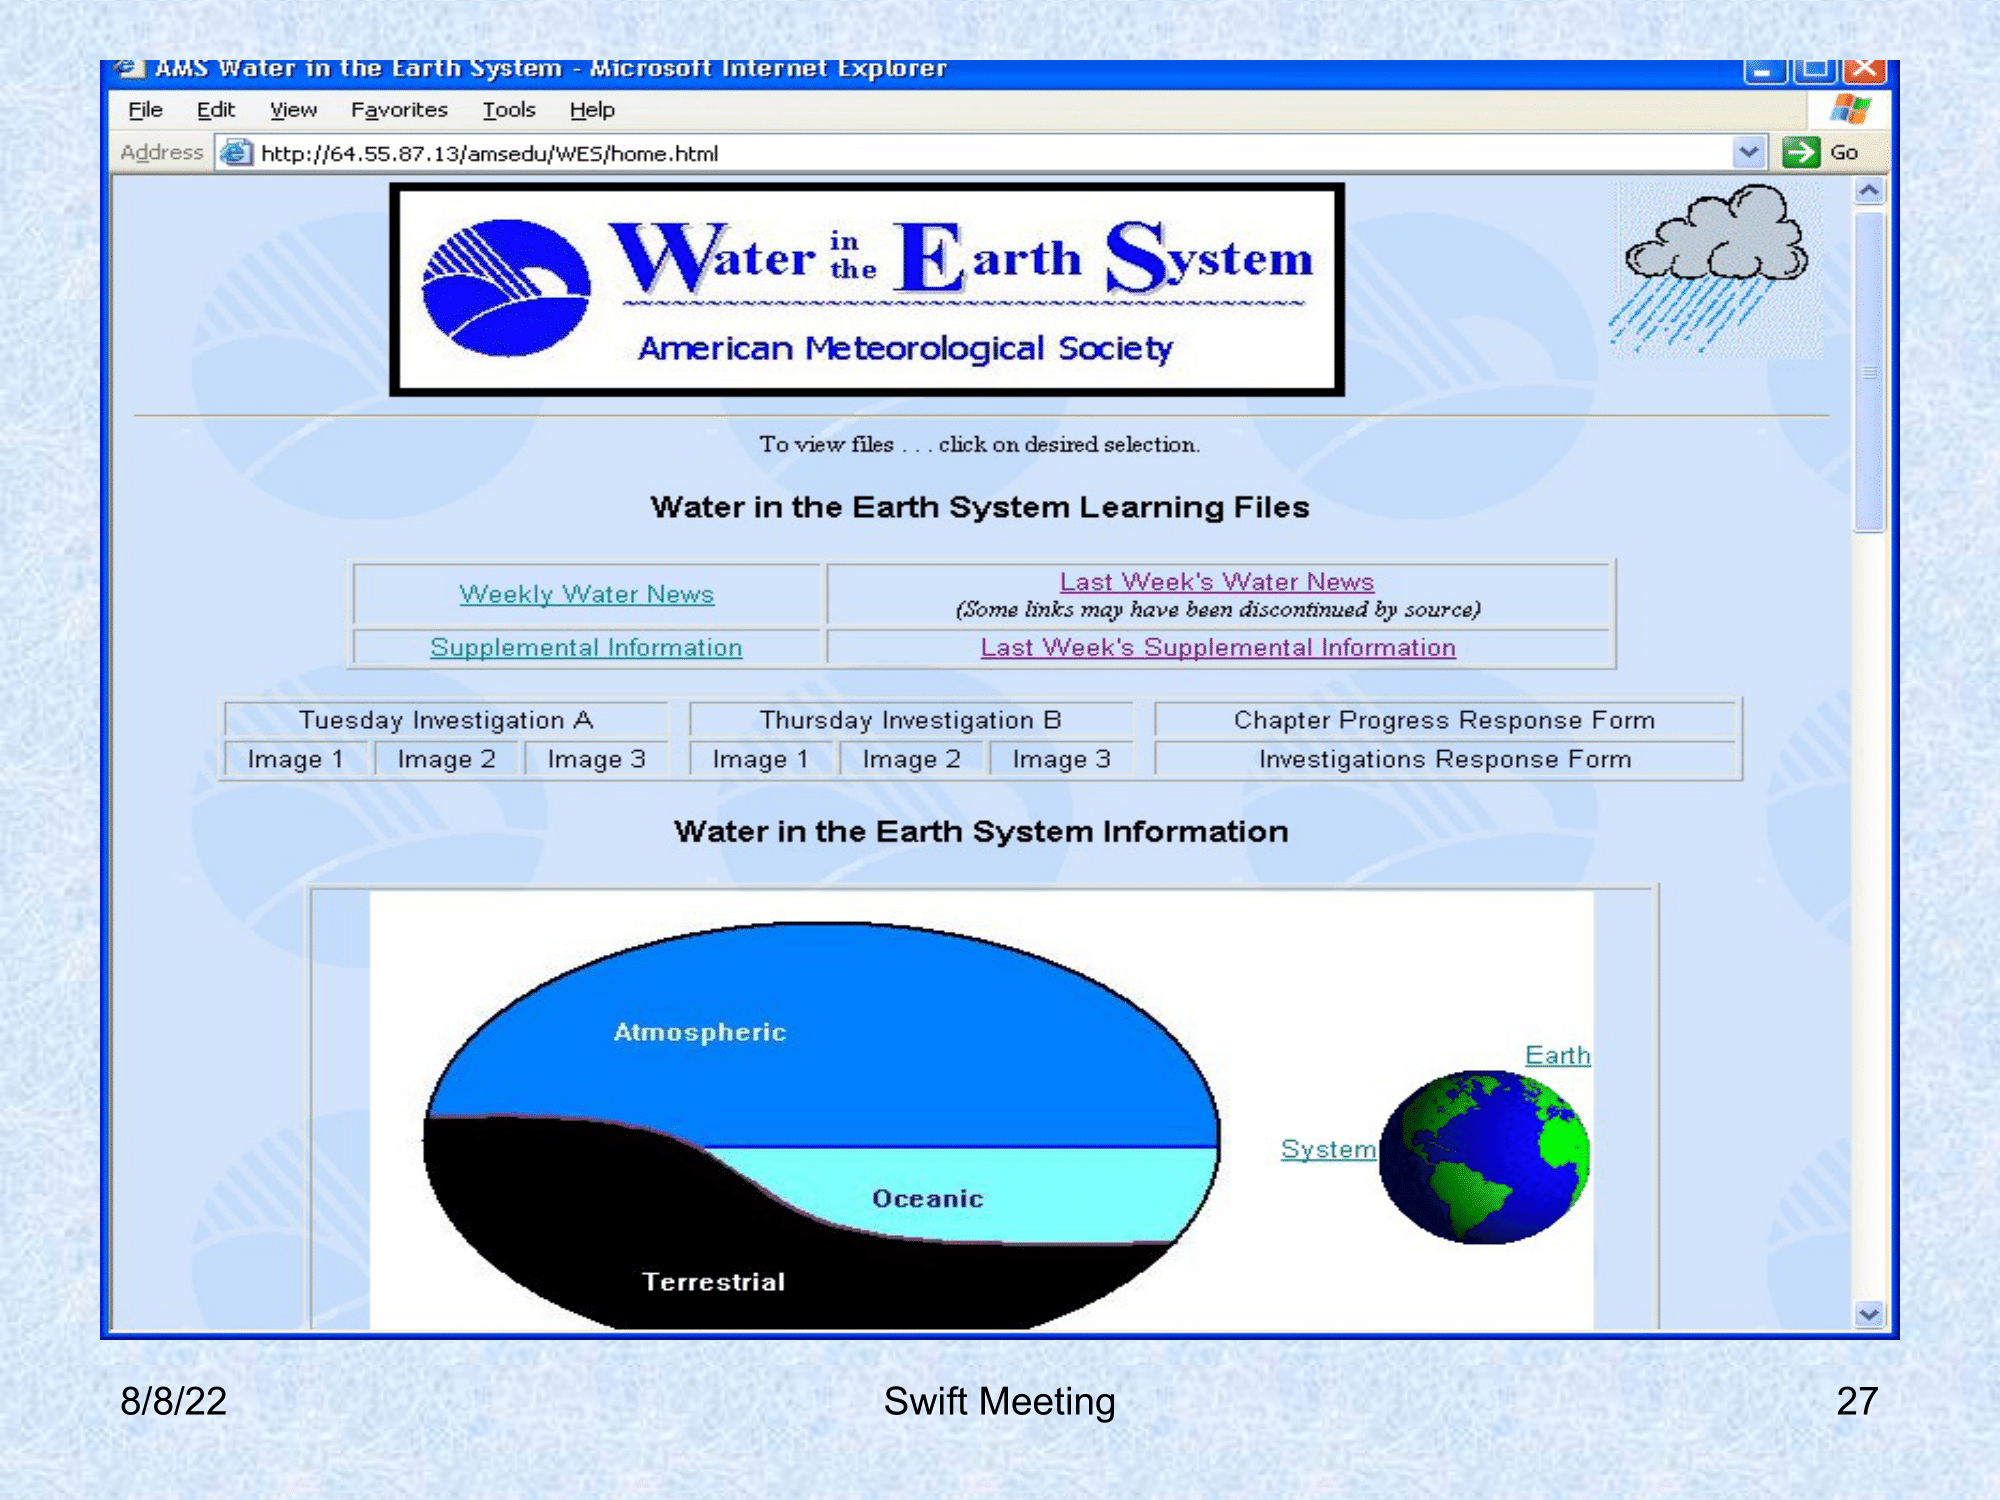 AMS Water in the Earth System - Microsoft Internet Explorer
File Edit View Favorites Tools Help
Address http://64.55.87.13/amsedu/WES/home.html Go
Water in the Earth System
American Meteorological Society
To view files . . . click on desired selection.
Water in the Earth System Learning Files
Weekly Water News Last Week's Water News
(Some links may have been discontinued by source)
Supplemental Information Last Week's Supplemental Information
Tuesday Investigation A Thursday Investigation B Chapter Progress Response Form
Image 1 Image 2 Image 3 Image 1 Image 2 Image 3 Investigations Response Form
Water in the Earth System Information
Atmospheric
Earth
System
Oceanic
Terrestrial
8/8/22 Swift Meeting 27